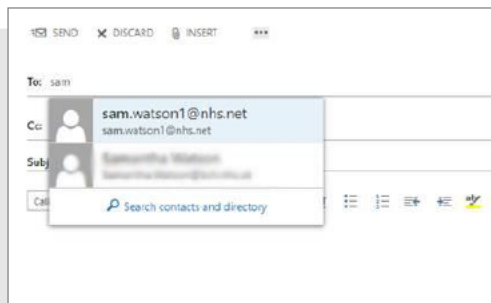 SEND DISCARD INSERT •••
To: sam
sam.watson1@nhs.net
sam.watson1@nhs.net
Cc:
Subj
Search contacts and directory